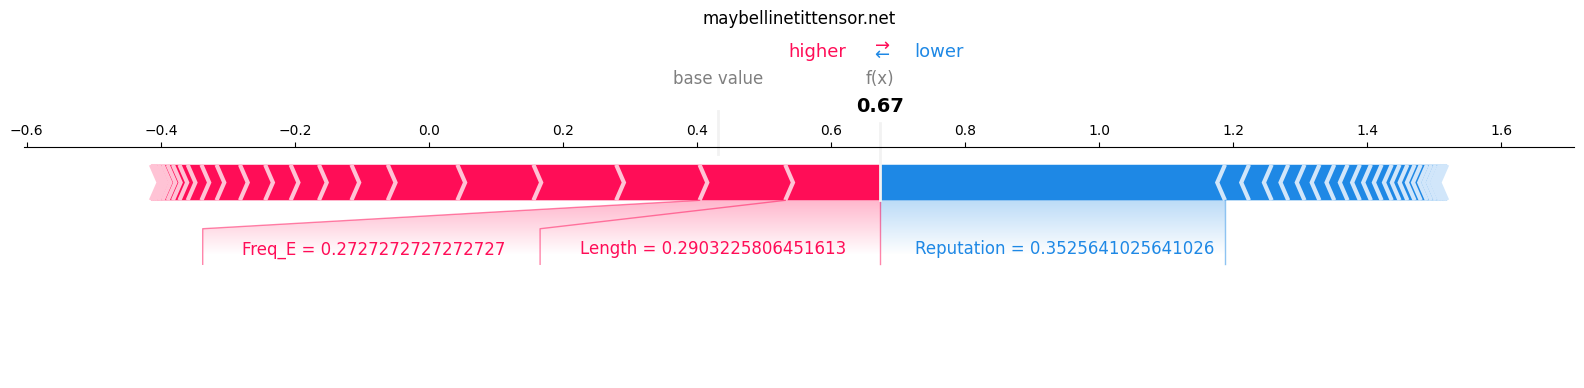 maybellinetittensor.net
higher ⇄ lower
base value f(x)
0.67
−0.6 −0.4 −0.2 0.0 0.2 0.4 0.6 0.8 1.0 1.2 1.4 1.6
Freq_E = 0.2727272727272727 Length = 0.2903225806451613 Reputation = 0.3525641025641026